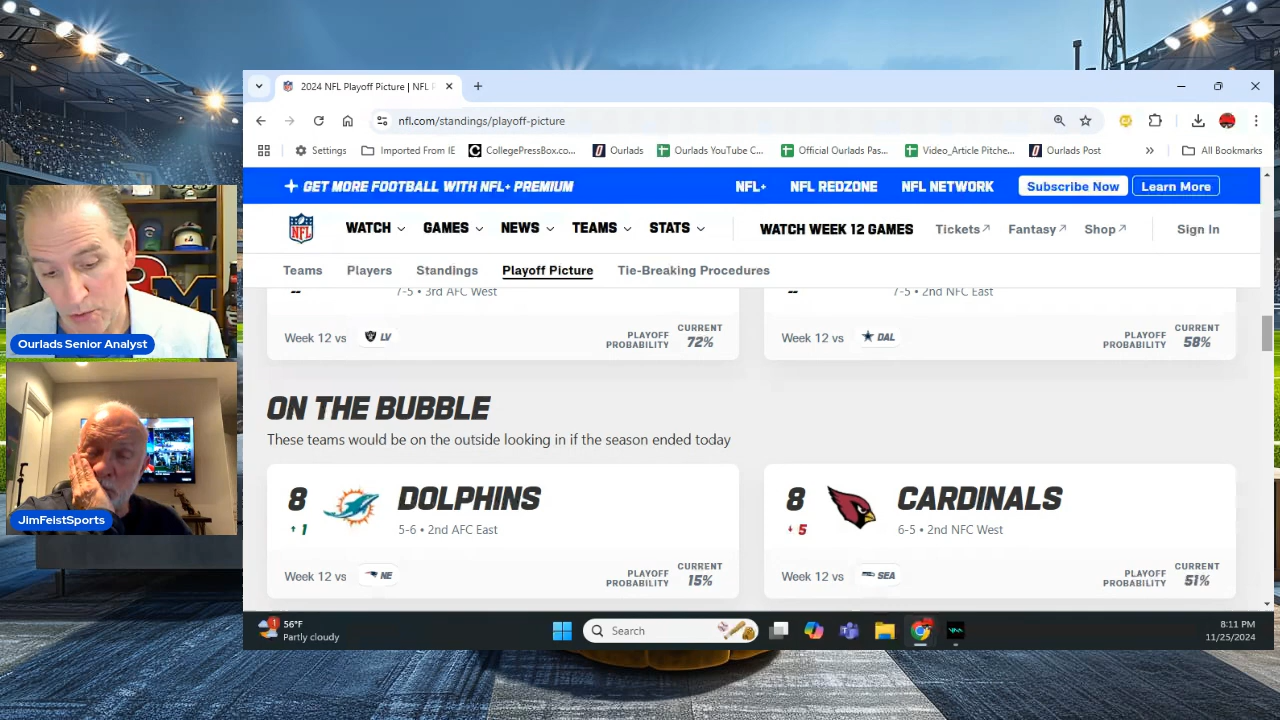 2024 NFL Playoff Picture | NFL
nfl.com/standings/playoff-picture
Settings Imported From IE CollegePressBox.co... Ourlads Ourlads YouTube C... Official Ourlads Pas... Video_Article Pitche... Ourlads Post All Bookmarks
GET MORE FOOTBALL WITH NFL+ PREMIUM NFL+ NFL REDZONE NFL NETWORK Subscribe Now Learn More
NFL WATCH GAMES NEWS TEAMS STATS WATCH WEEK 12 GAMES Tickets Fantasy Shop Sign In
Teams Players Standings Playoff Picture Tie-Breaking Procedures
7-5 • 3rd AFC West
Week 12 vs LV PLAYOFF PROBABILITY CURRENT 72%
7-5 • 2nd NFC East
Week 12 vs DAL PLAYOFF PROBABILITY CURRENT 58%
ON THE BUBBLE
These teams would be on the outside looking in if the season ended today
8 DOLPHINS
1 5-6 • 2nd AFC East
Week 12 vs NE PLAYOFF PROBABILITY CURRENT 15%
8 CARDINALS
5 6-5 • 2nd NFC West
Week 12 vs SEA PLAYOFF PROBABILITY CURRENT 51%
Ourlads Senior Analyst
JimFeistSports
1 56°F
Partly cloudy
Search
8:11 PM
11/25/2024